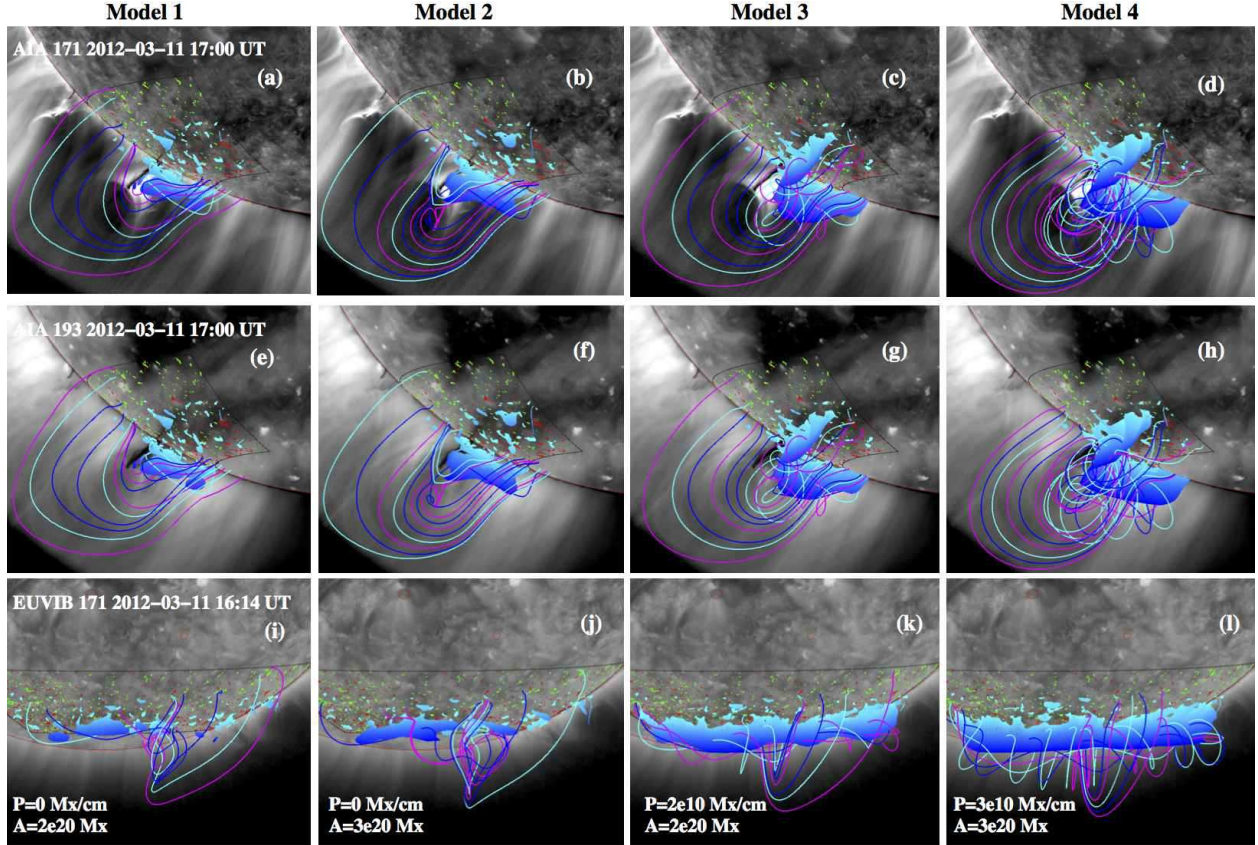 Model 1 Model 2 Model 3 Model 4
AIA 171 2012-03-11 17:00 UT
(a) (b) (c) (d)
AIA 193 2012-03-11 17:00 UT
(e) (f) (g) (h)
EUVIB 171 2012-03-11 16:14 UT
(i) (j) (k) (l)
P=0 Mx/cm P=0 Mx/cm P=2e10 Mx/cm P=3e10 Mx/cm
A=2e20 Mx A=3e20 Mx A=2e20 Mx A=3e20 Mx